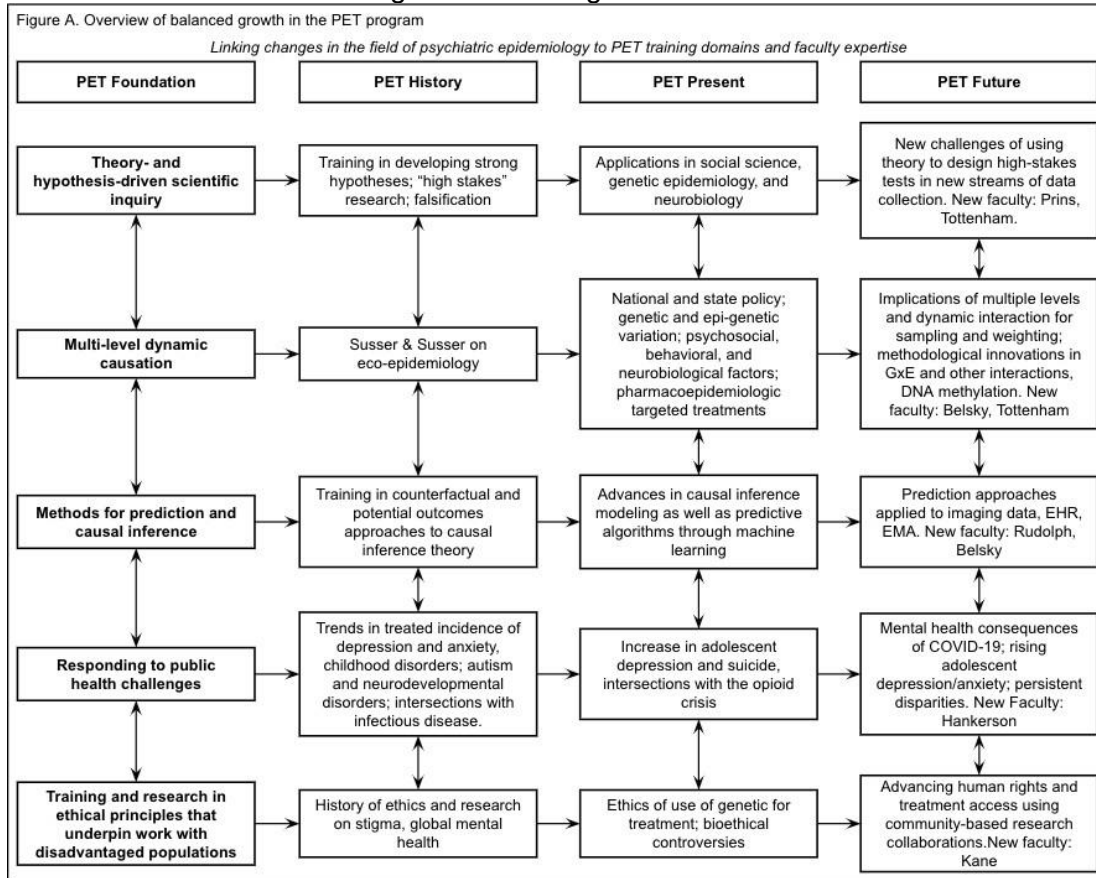 Figure A. Overview of balanced growth in the PET program
Linking changes in the field of psychiatric epidemiology to PET training domains and faculty expertise
PET Foundation
PET History
PET Present
PET Future
Theory- and
hypothesis-driven scientific
inquiry
Training in developing strong
hypotheses; “high stakes”
research; falsification
Applications in social science,
genetic epidemiology, and
neurobiology
New challenges of using
theory to design high-stakes
tests in new streams of data
collection. New faculty: Prins,
Tottenham.
Multi-level dynamic
causation
Susser & Susser on
eco-epidemiology
National and state policy;
genetic and epi-genetic
variation; psychosocial,
behavioral, and
neurobiological factors;
pharmacoepidemiologic
targeted treatments
Implications of multiple levels
and dynamic interaction for
sampling and weighting;
methodological innovations in
GxE and other interactions,
DNA methylation. New
faculty: Belsky, Tottenham
Methods for prediction and
causal inference
Training in counterfactual and
potential outcomes
approaches to causal
inference theory
Advances in causal inference
modeling as well as predictive
algorithms through machine
learning
Prediction approaches
applied to imaging data, EHR,
EMA. New faculty: Rudolph,
Belsky
Responding to public
health challenges
Trends in treated incidence of
depression and anxiety,
childhood disorders; autism
and neurodevelopmental
disorders; intersections with
infectious disease.
Increase in adolescent
depression and suicide,
intersections with the opioid
crisis
Mental health consequences
of COVID-19; rising
adolescent
depression/anxiety; persistent
disparities. New Faculty:
Hankerson
Training and research in
ethical principles that
underpin work with
disadvantaged populations
History of ethics and research
on stigma, global mental
health
Ethics of use of genetic for
treatment; bioethical
controversies
Advancing human rights and
treatment access using
community-based research
collaborations.New faculty:
Kane